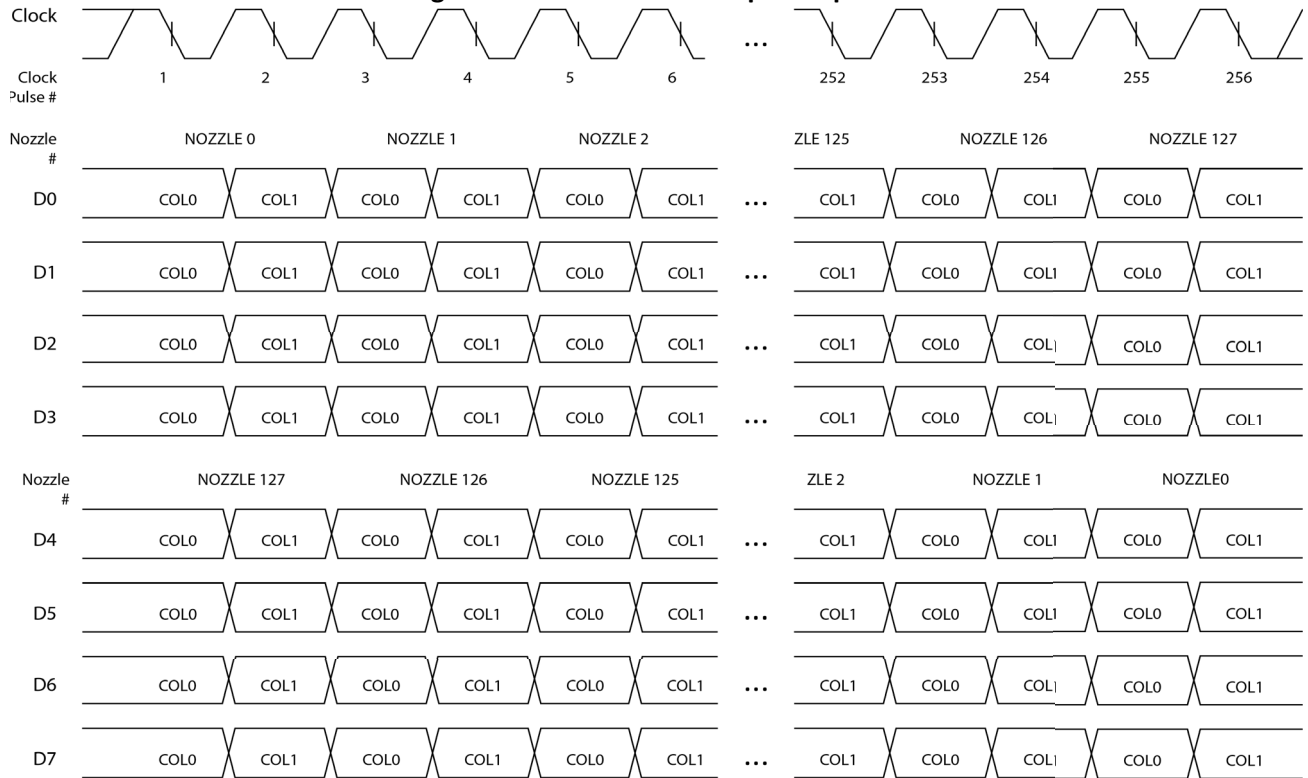 Clock
...
Clock 1 2 3 4 5 6 252 253 254 255 256
Pulse #
Nozzle NOZZLE 0 NOZZLE 1 NOZZLE 2 ZLE 125 NOZZLE 126 NOZZLE 127
#
D0 COL0 COL1 COL0 COL1 COL0 COL1 ... COL1 COL0 COL1 COL0 COL1
D1 COL0 COL1 COL0 COL1 COL0 COL1 ... COL1 COL0 COL1 COL0 COL1
D2 COL0 COL1 COL0 COL1 COL0 COL1 ... COL1 COL0 COL1 COL0 COL1
D3 COL0 COL1 COL0 COL1 COL0 COL1 ... COL1 COL0 COL1 COL0 COL1
Nozzle NOZZLE 127 NOZZLE 126 NOZZLE 125 ZLE 2 NOZZLE 1 NOZZLE0
#
D4 COL0 COL1 COL0 COL1 COL0 COL1 ... COL1 COL0 COL1 COL0 COL1
D5 COL0 COL1 COL0 COL1 COL0 COL1 ... COL1 COL0 COL1 COL0 COL1
D6 COL0 COL1 COL0 COL1 COL0 COL1 ... COL1 COL0 COL1 COL0 COL1
D7 COL0 COL1 COL0 COL1 COL0 COL1 ... COL1 COL0 COL1 COL0 COL1